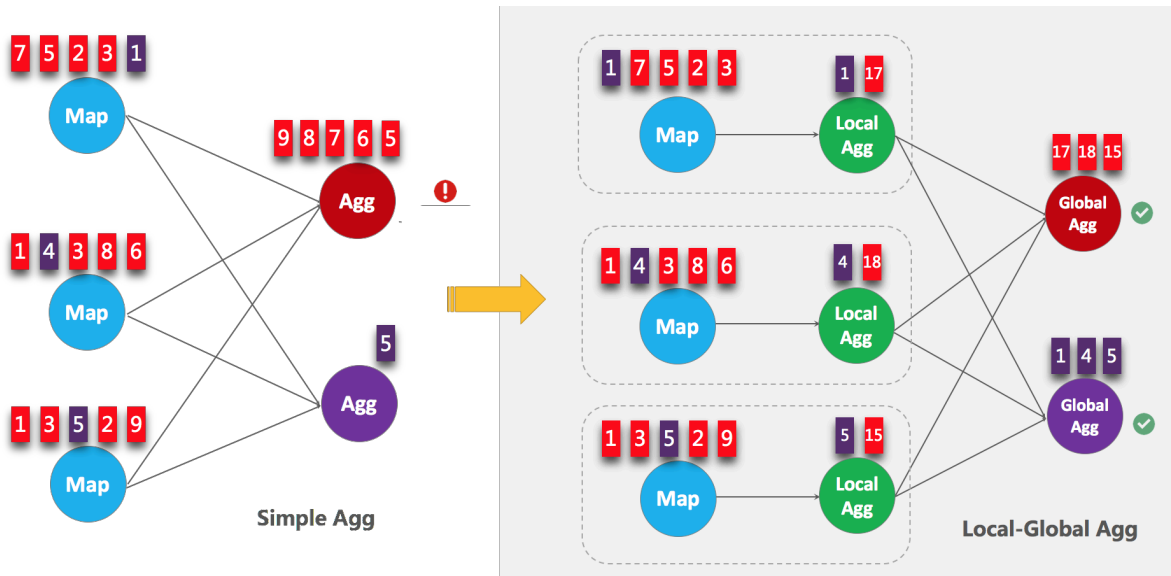 7 5 2 3 1
Map
1 4 3 8 6
Map
1 3 5 2 9
Map
9 8 7 6 5
Agg
5
Agg
Simple Agg
1 7 5 2 3
Map
1 17
Local
Agg
1 4 3 8 6
Map
4 18
Local
Agg
1 3 5 2 9
Map
5 15
Local
Agg
17 18 15
Global
Agg
1 4 5
Global
Agg
Local-Global Agg